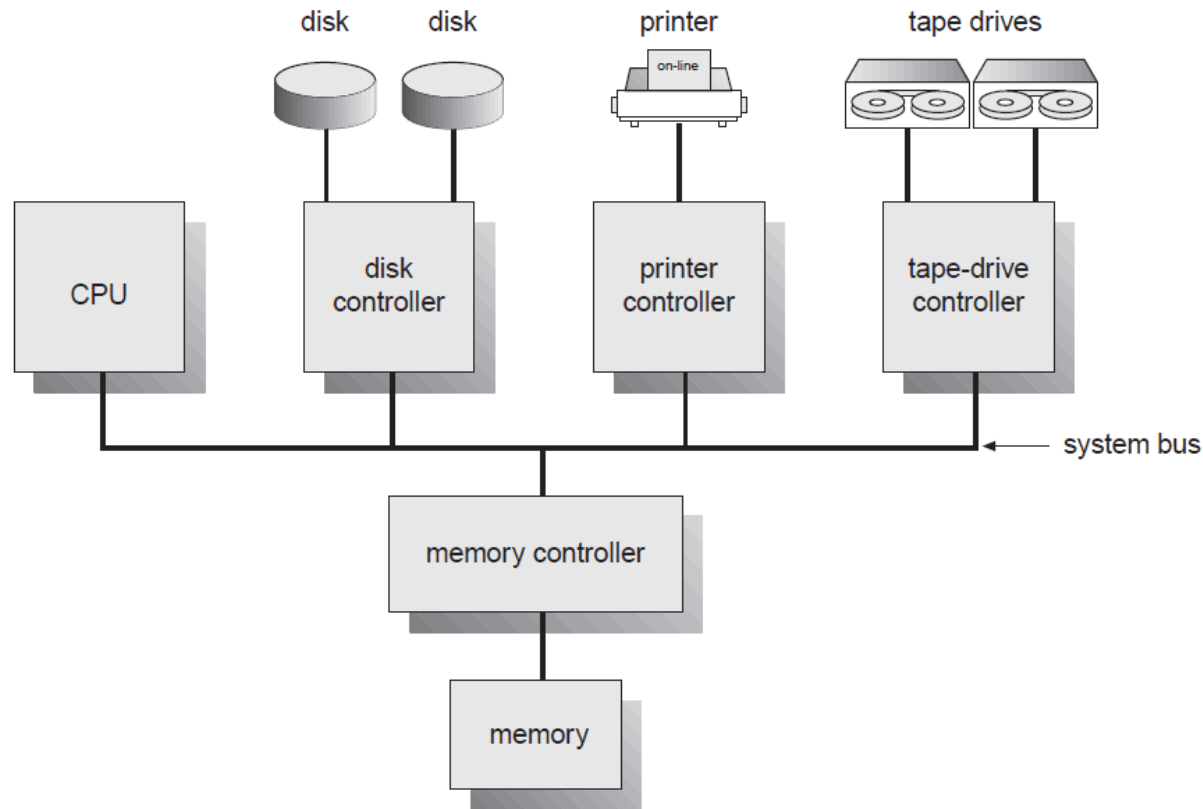 disk
disk
printer
tape drives
on-line
CPU
disk
controller
printer
controller
tape-drive
controller
system bus
memory controller
memory